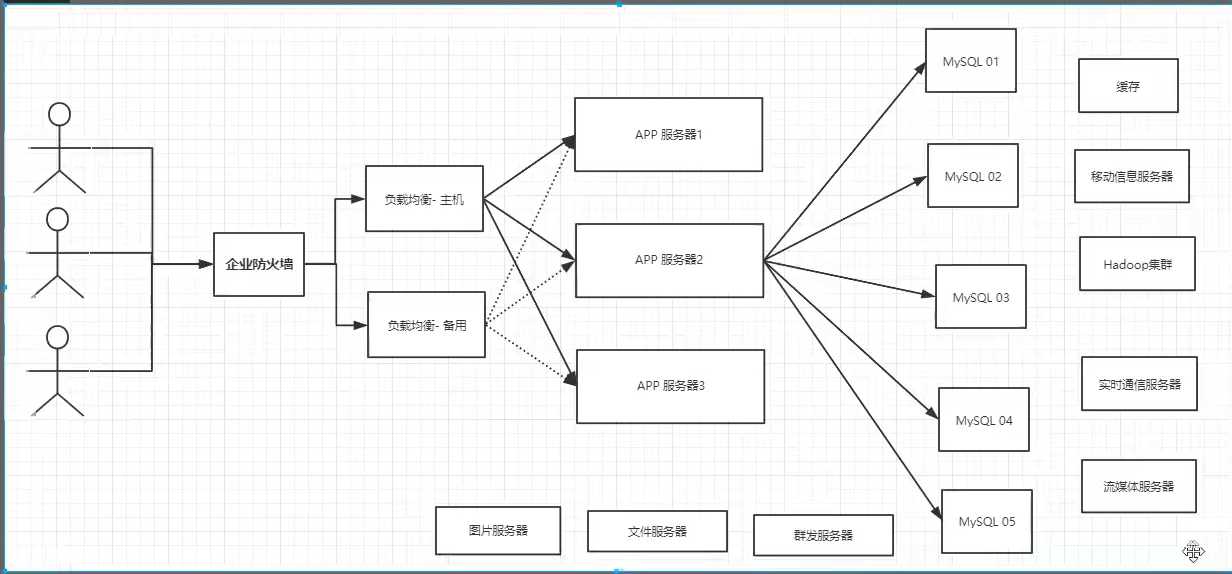 企业防火墙
负载均衡- 主机
负载均衡- 备用
APP 服务器1
APP 服务器2
APP 服务器3
MySQL 01
MySQL 02
MySQL 03
MySQL 04
MySQL 05
缓存
移动信息服务器
Hadoop集群
实时通信服务器
流媒体服务器
图片服务器
文件服务器
群发服务器